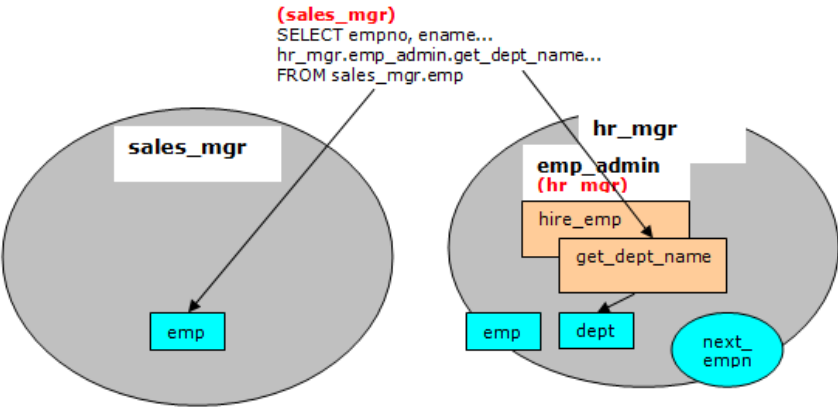 (sales_mgr)
SELECT empno, ename...
hr_mgr.emp_admin.get_dept_name...
FROM sales_mgr.emp
sales_mgr
hr_mgr
emp_admin
(hr_mgr)
hire_emp
get_dept_name
emp
emp
dept
next_
empn